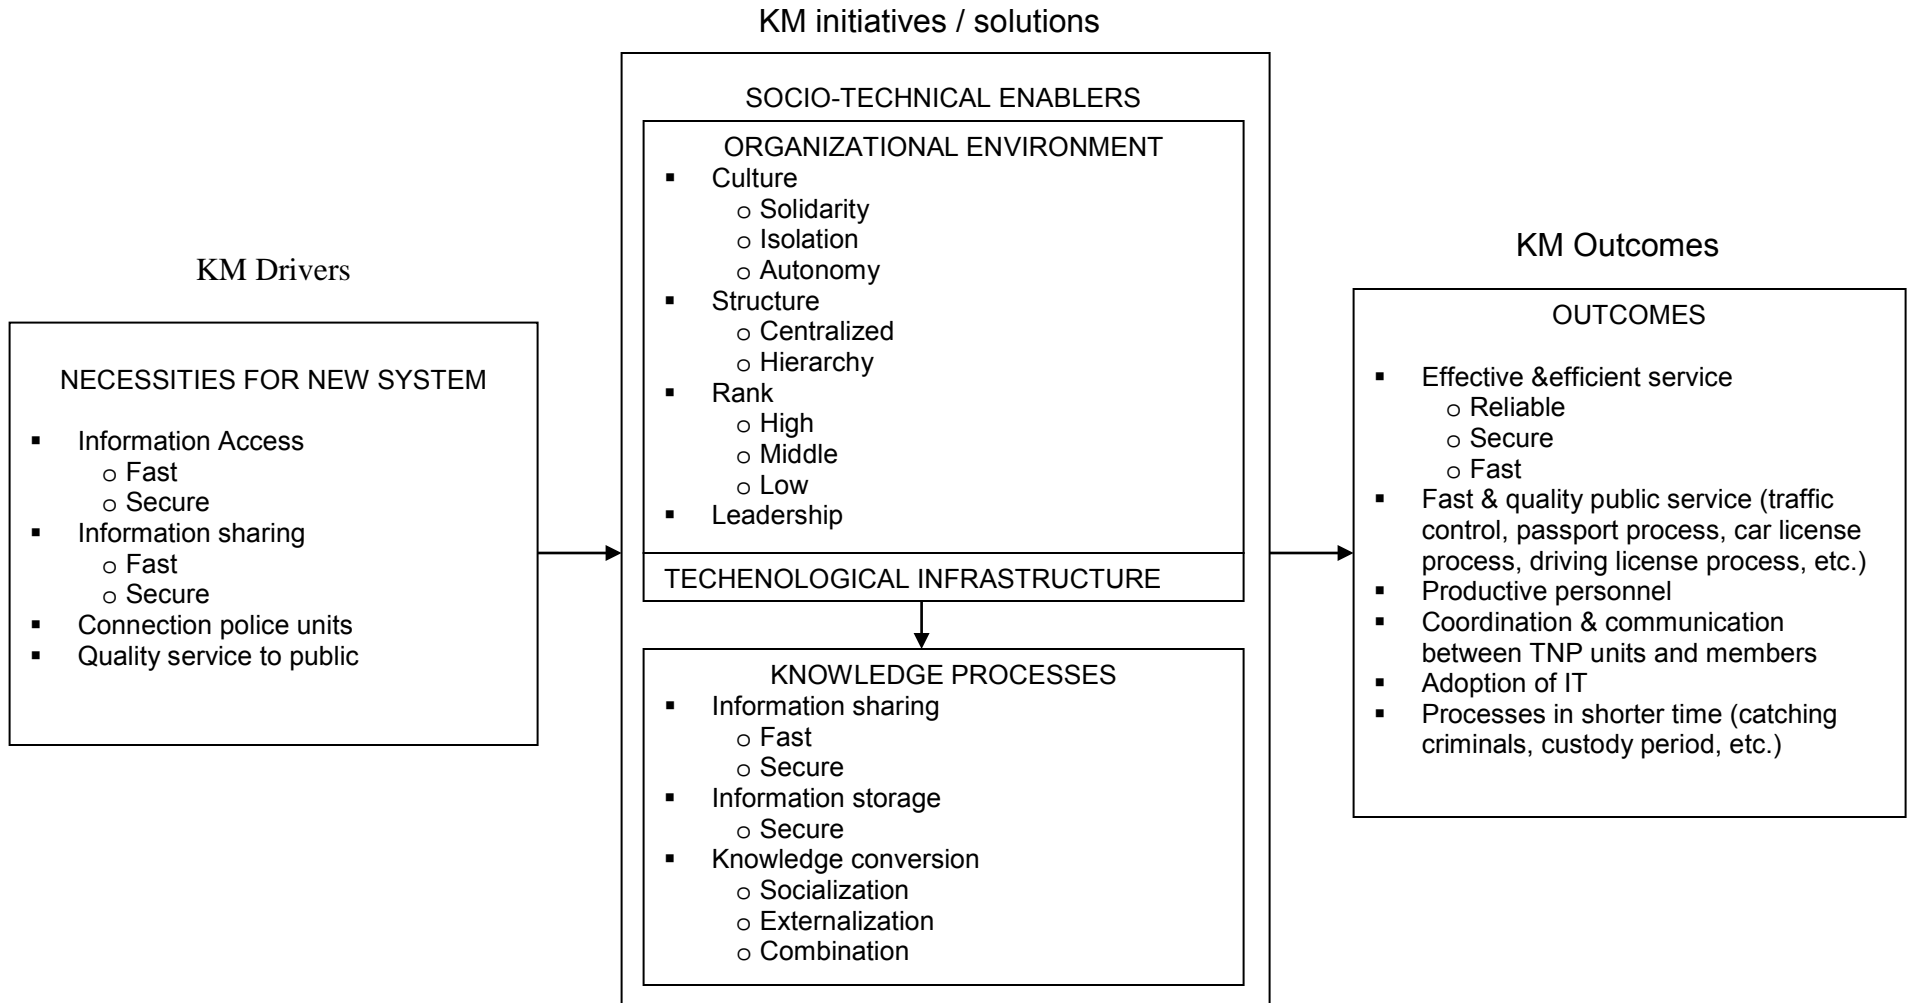 KM initiatives / solutions
KM Drivers
NECESSITIES FOR NEW SYSTEM
▪ Information Access
o Fast
o Secure
▪ Information sharing
o Fast
o Secure
▪ Connection police units
▪ Quality service to public
SOCIO-TECHNICAL ENABLERS
ORGANIZATIONAL ENVIRONMENT
▪ Culture
o Solidarity
o Isolation
o Autonomy
▪ Structure
o Centralized
o Hierarchy
▪ Rank
o High
o Middle
o Low
▪ Leadership
TECHENOLOGICAL INFRASTRUCTURE
KNOWLEDGE PROCESSES
▪ Information sharing
o Fast
o Secure
▪ Information storage
o Secure
▪ Knowledge conversion
o Socialization
o Externalization
o Combination
KM Outcomes
OUTCOMES
▪ Effective &efficient service
o Reliable
o Secure
o Fast
▪ Fast & quality public service (traffic
control, passport process, car license
process, driving license process, etc.)
▪ Productive personnel
▪ Coordination & communication
between TNP units and members
▪ Adoption of IT
▪ Processes in shorter time (catching
criminals, custody period, etc.)